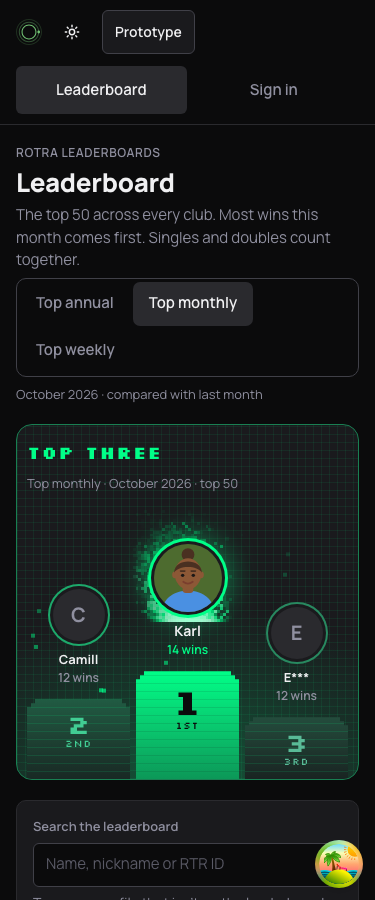 Prototype
Leaderboard
Sign in
ROTRA LEADERBOARDS
Leaderboard
The top 50 across every club. Most wins this
month comes first. Singles and doubles count
together.
Top annual
Top monthly
Top weekly
October 2026 · compared with last month
TOP THREE
Top monthly · October 2026 · top 50
C
Camill
12 wins
Karl
14 wins
E
E***
12 wins
2
2ND
1
1ST
3
3RD
Search the leaderboard
Name, nickname or RTR ID